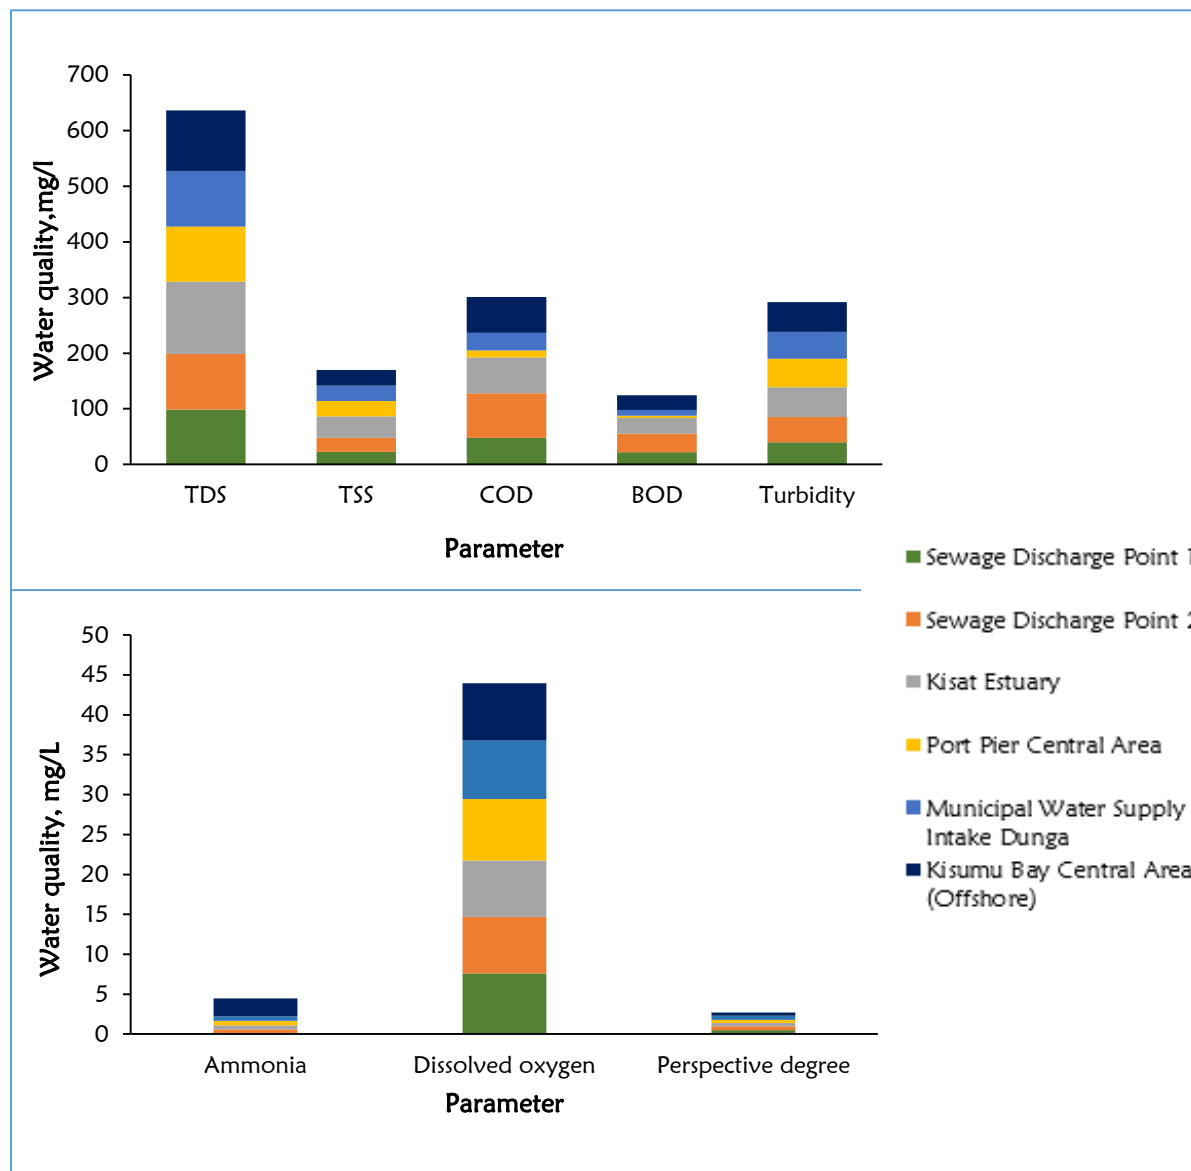 700
600
500
400
300
200
100
0
Water quality,mg/l
TDS TSS COD BOD Turbidity
Parameter
50
45
40
35
30
25
20
15
10
5
0
Water quality, mg/L
Ammonia Dissolved oxygen Perspective degree
Parameter
Sewage Discharge Point 1
Sewage Discharge Point 2
Kisat Estuary
Port Pier Central Area
Municipal Water Supply
Intake Dunga
Kisumu Bay Central Area
(Offshore)